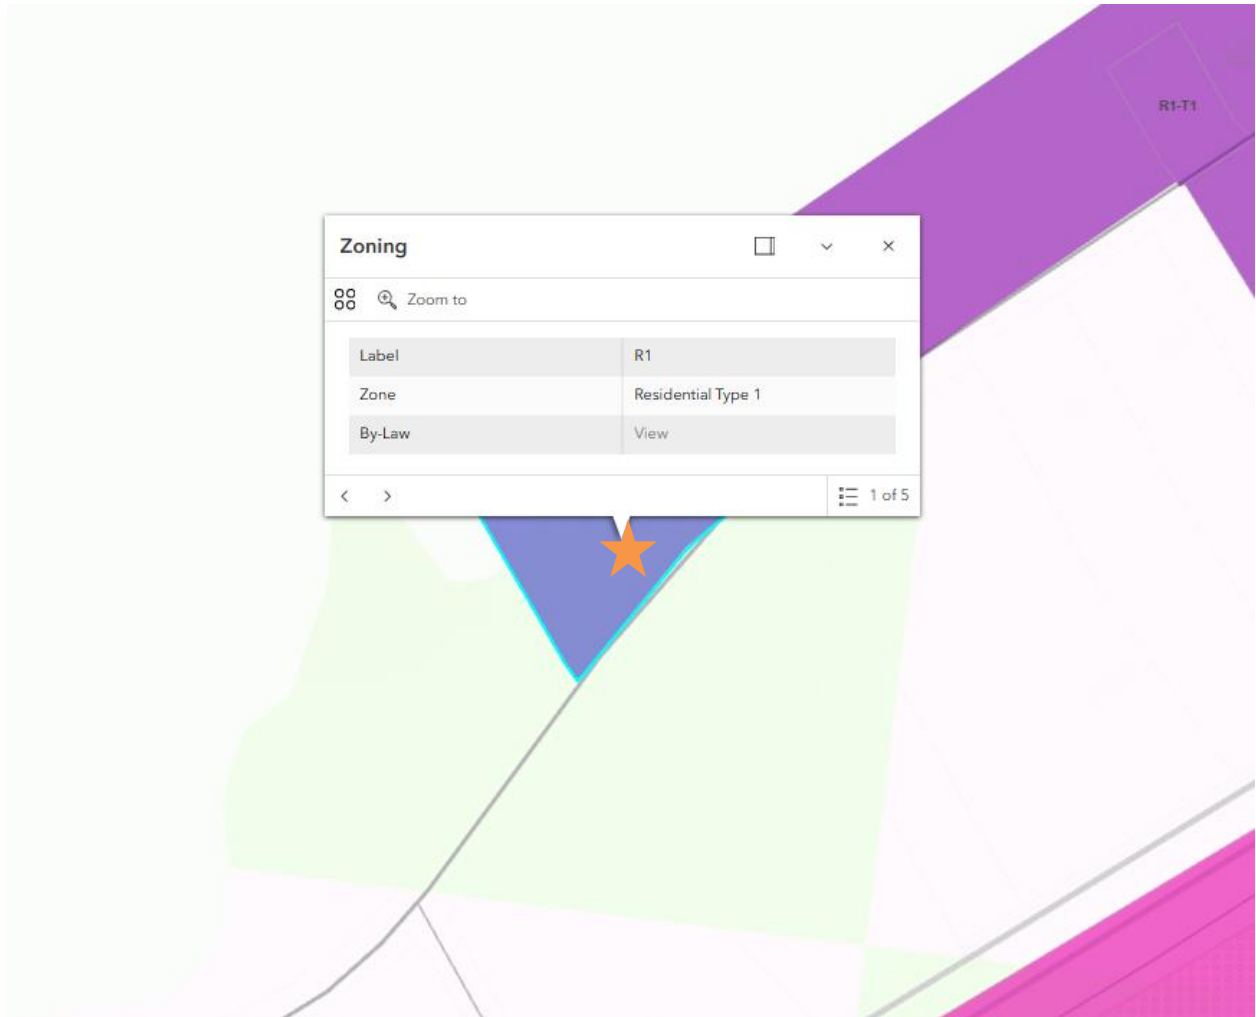 R1-T1
Zoning
Zoom to
Label R1
Zone Residential Type 1
By-Law View
1 of 5